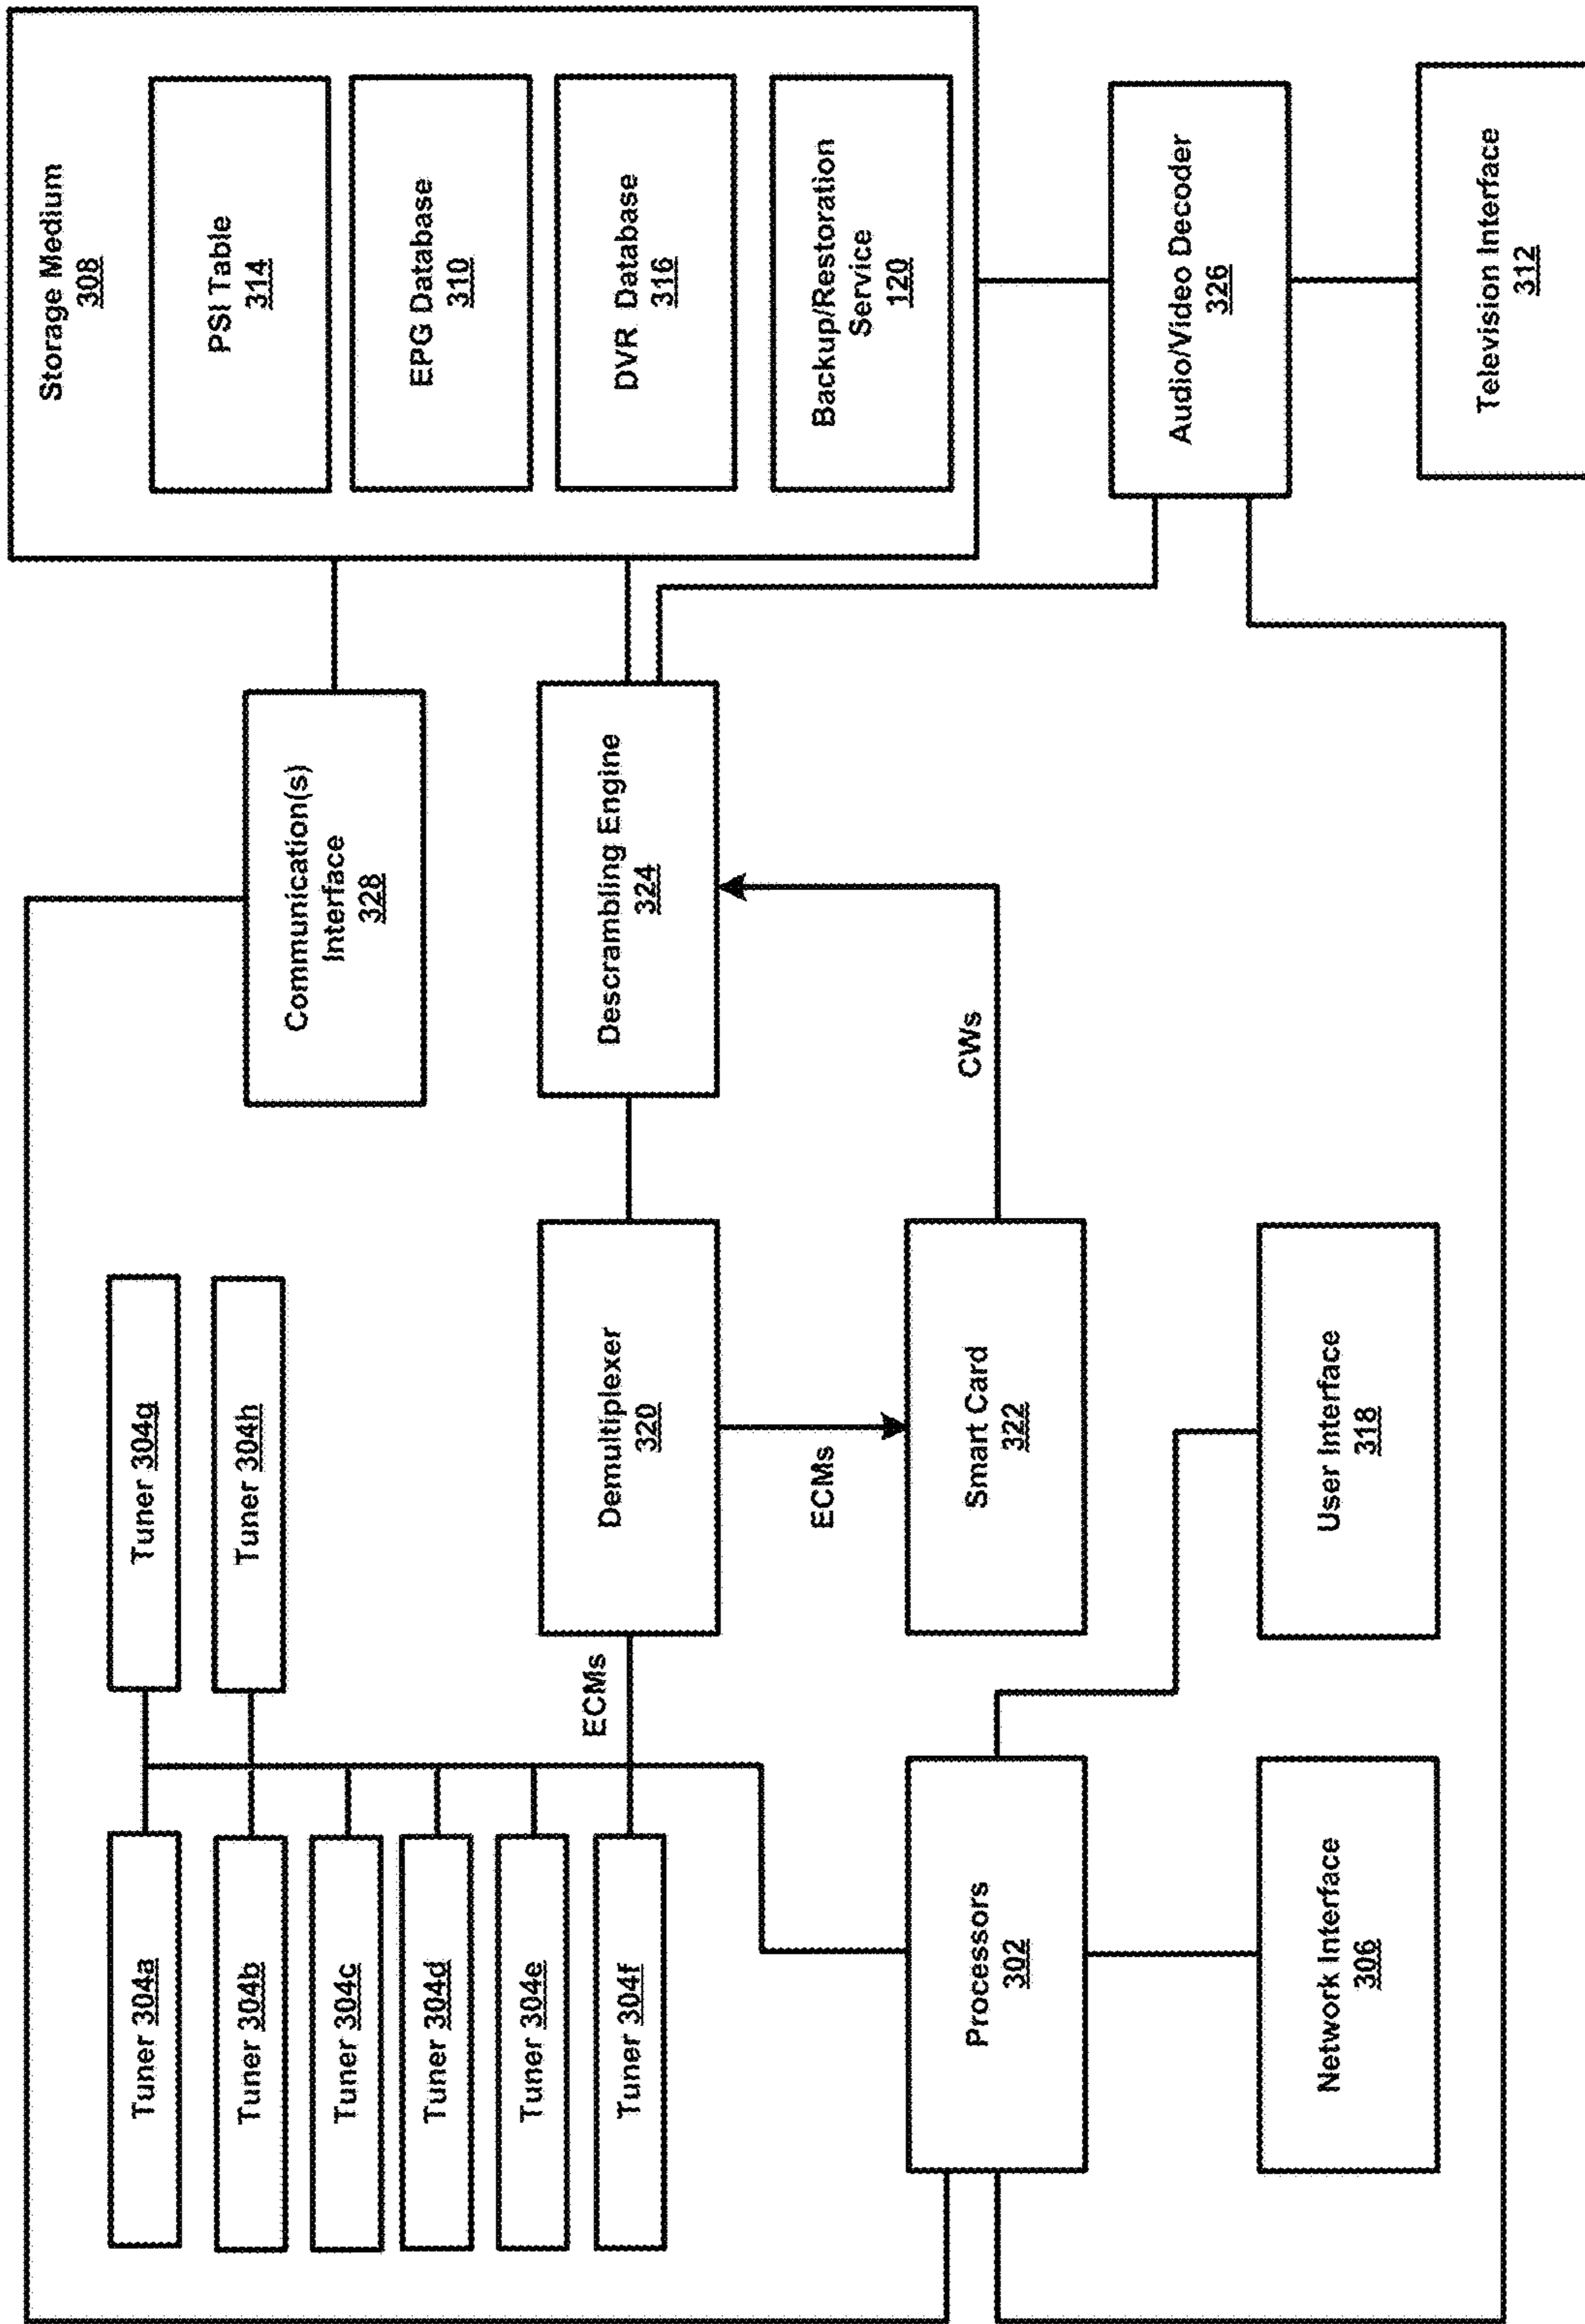 Tuner 304a
Tuner 304b
Tuner 304c
Tuner 304d
Tuner 304e
Tuner 304f
Tuner 304g
Tuner 304h
ECMs
Demultiplexer
320
ECMs
Smart Card
322
CWs
Descrambling Engine
324
Communication(s)
Interface
328
Storage Medium
308
PSI Table
314
EPG Database
310
DVR Database
316
Backup/Restoration
Service
120
Processors
302
Network Interface
306
User Interface
318
Audio/Video Decoder
326
Television Interface
312